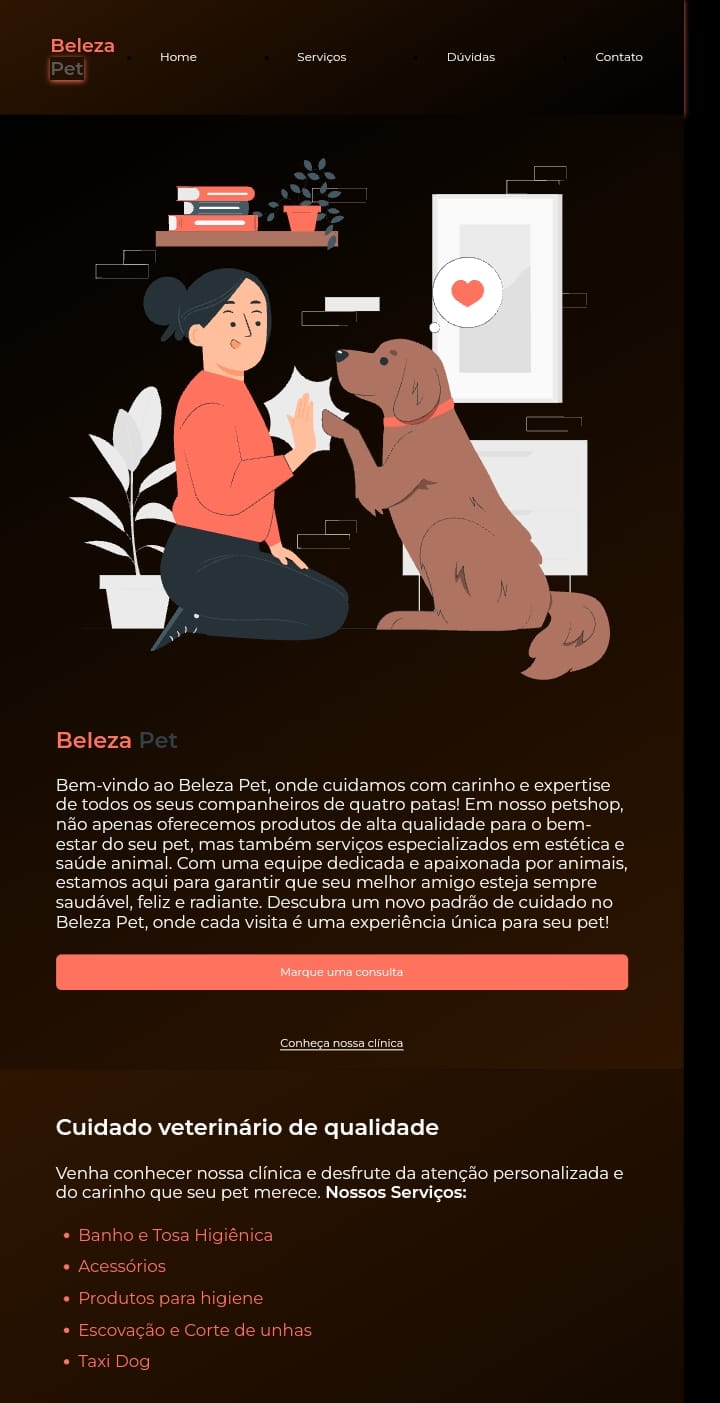 Beleza
Pet
Home
Serviços
Dúvidas
Contato
Beleza Pet
Bem-vindo ao Beleza Pet, onde cuidamos com carinho e expertise
de todos os seus companheiros de quatro patas! Em nosso petshop,
não apenas oferecemos produtos de alta qualidade para o bem-
estar do seu pet, mas também serviços especializados em estética e
saúde animal. Com uma equipe dedicada e apaixonada por animais,
estamos aqui para garantir que seu melhor amigo esteja sempre
saudável, feliz e radiante. Descubra um novo padrão de cuidado no
Beleza Pet, onde cada visita é uma experiência única para seu pet!
Marque uma consulta
Conheça nossa clínica
Cuidado veterinário de qualidade
Venha conhecer nossa clínica e desfrute da atenção personalizada e
do carinho que seu pet merece. Nossos Serviços:
• Banho e Tosa Higiênica
• Acessórios
• Produtos para higiene
• Escovação e Corte de unhas
• Taxi Dog